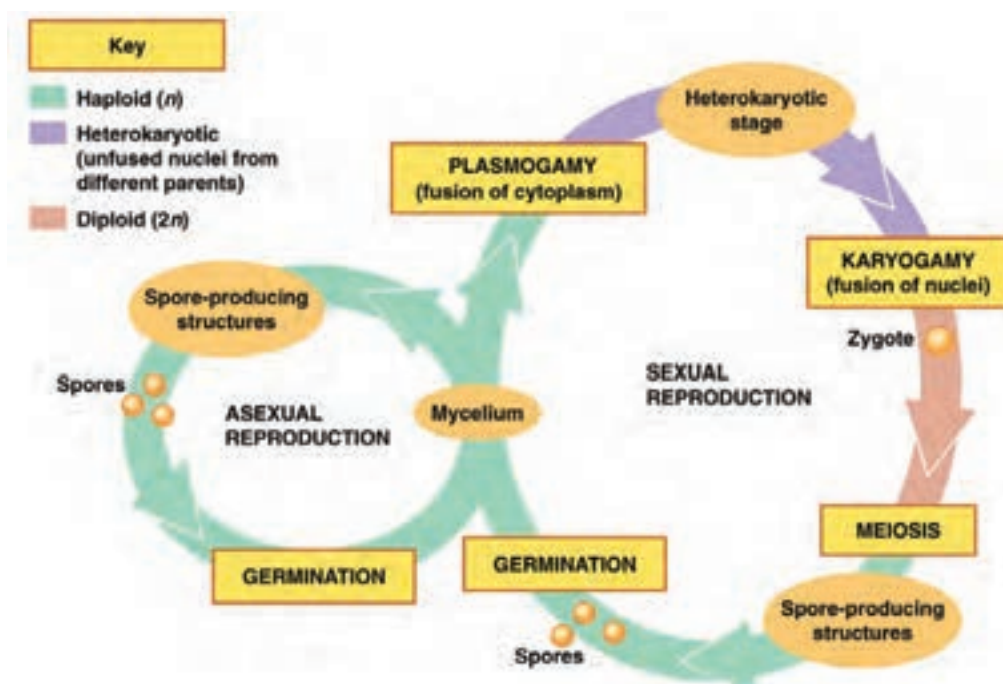 Key
Haploid (n)
Heterokaryotic
(unfused nuclei from
different parents)
Diploid (2n)
PLASMOGAMY
(fusion of cytoplasm)
Heterokaryotic
stage
KARYOGAMY
(fusion of nuclei)
Zygote
SEXUAL
REPRODUCTION
MEIOSIS
Spore-producing
structures
Spores
GERMINATION
Mycelium
Spore-producing
structures
Spores
ASEXUAL
REPRODUCTION
GERMINATION